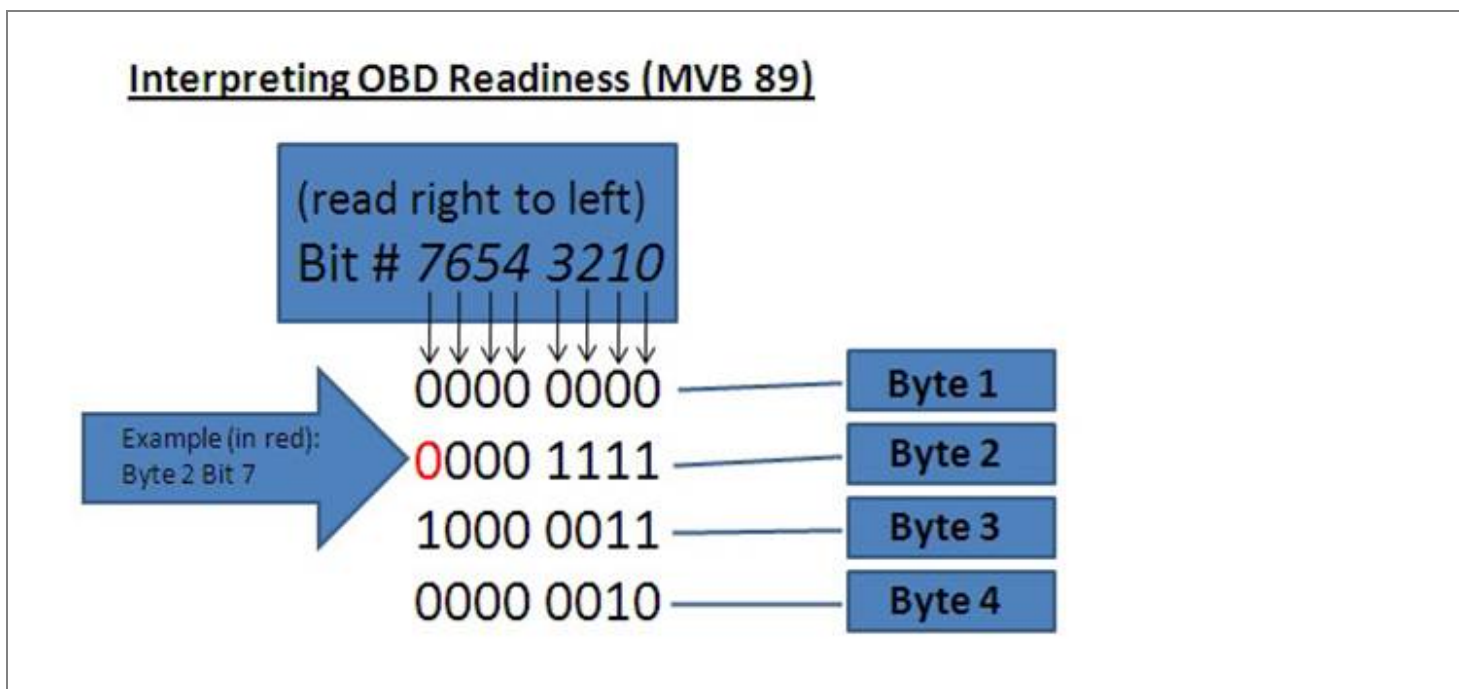 Interpreting OBD Readiness (MVB 89)
(read right to left)
Bit # 7654 3210
0000 0000
Byte 1
Example (in red):
Byte 2 Bit 7
0000 1111
Byte 2
1000 0011
Byte 3
0000 0010
Byte 4